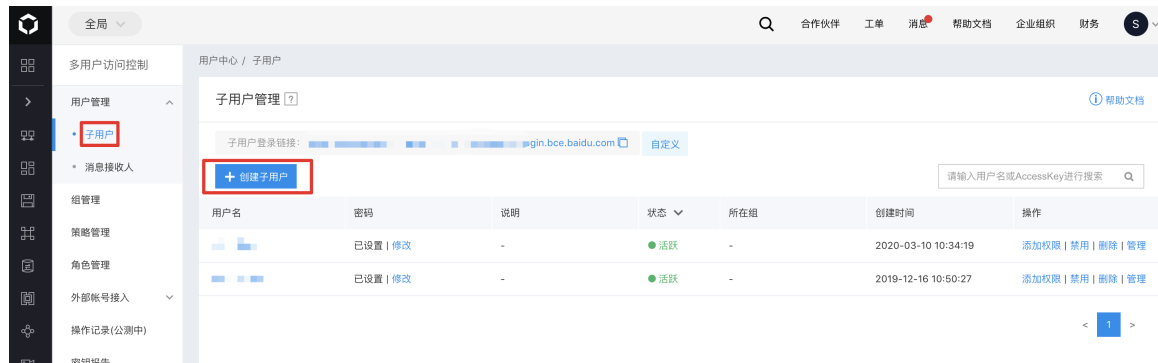 全局
合作伙伴 工单 消息 帮助文档 企业组织 财务 S
多用户访问控制
用户管理
子用户
消息接收人
组管理
策略管理
角色管理
外部帐号接入
操作记录(公测中)
密钥报告
用户中心 / 子用户
子用户管理 ?
帮助文档
子用户登录链接: gin.bce.baidu.com 自定义
+ 创建子用户
请输入用户名或AccessKey进行搜索
用户名 密码 说明 状态 所在组 创建时间 操作
已设置 | 修改 - 活跃 - 2020-03-10 10:34:19 添加权限 | 禁用 | 删除 | 管理
已设置 | 修改 - 活跃 - 2019-12-16 10:50:27 添加权限 | 禁用 | 删除 | 管理
< 1 >